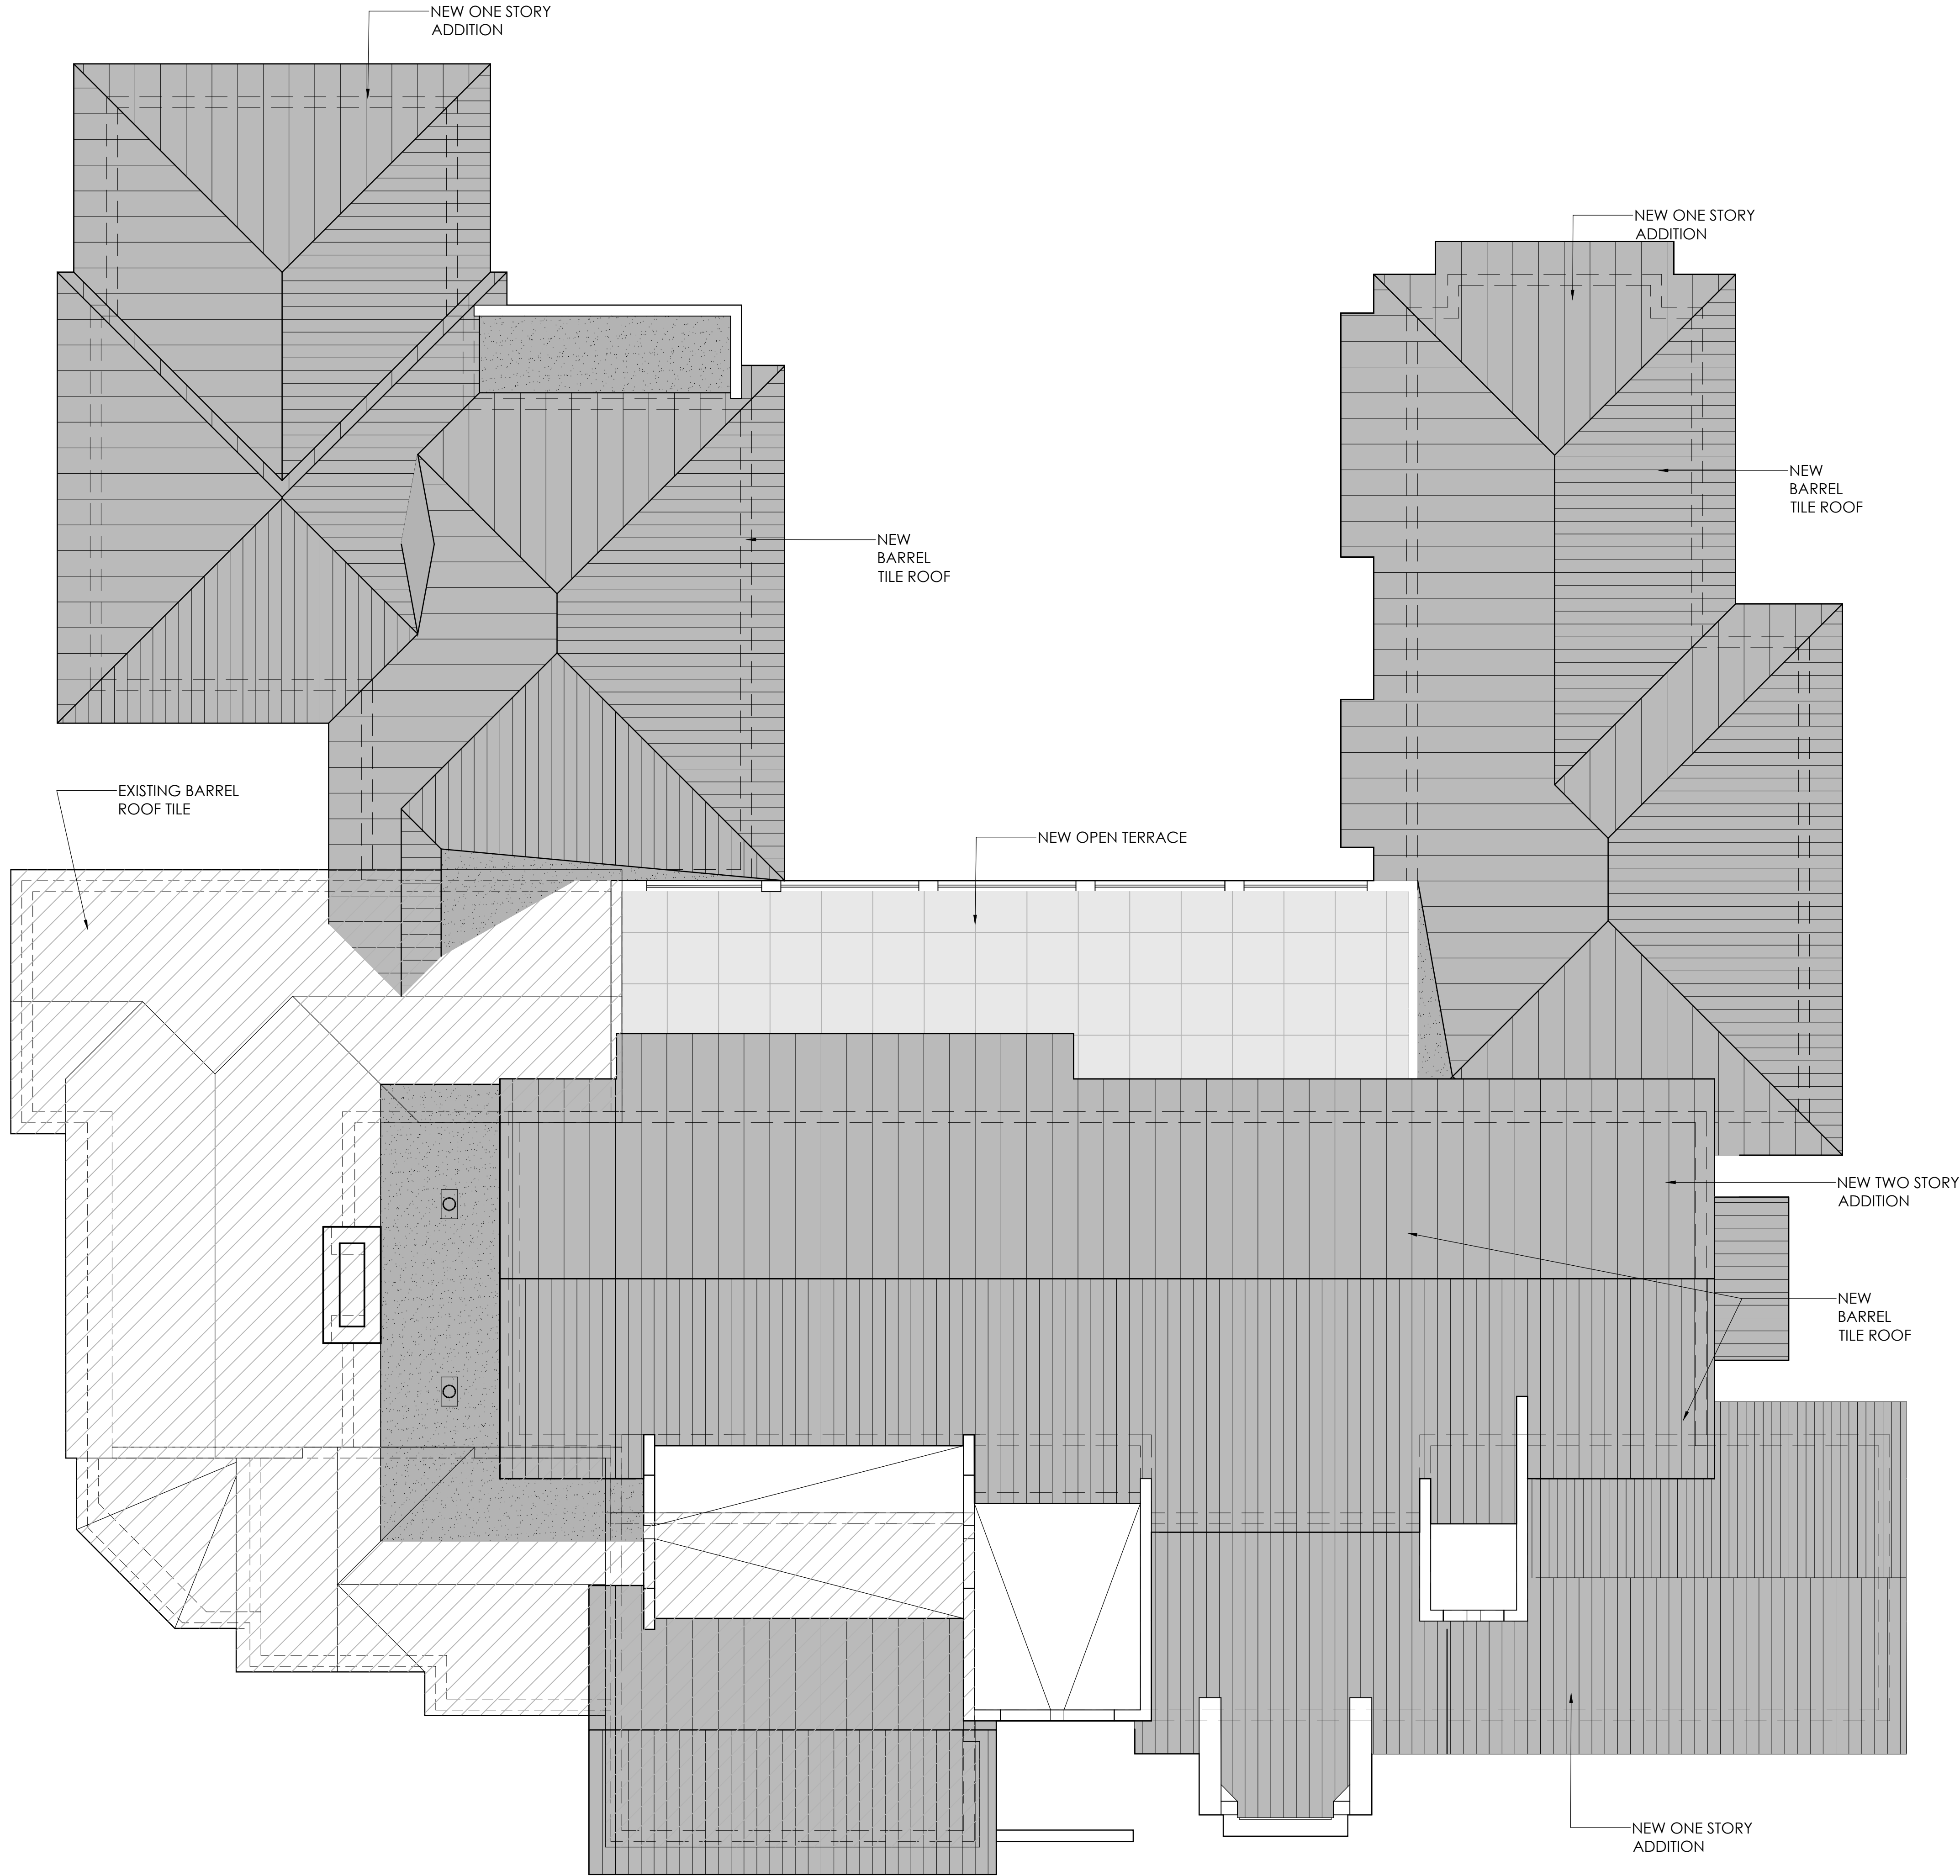 NEW ONE STORY
ADDITION
NEW ONE STORY
ADDITION
NEW
BARREL
TILE ROOF
NEW
BARREL
TILE ROOF
EXISTING BARREL
ROOF TILE
NEW OPEN TERRACE
NEW TWO STORY
ADDITION
NEW
BARREL
TILE ROOF
NEW ONE STORY
ADDITION